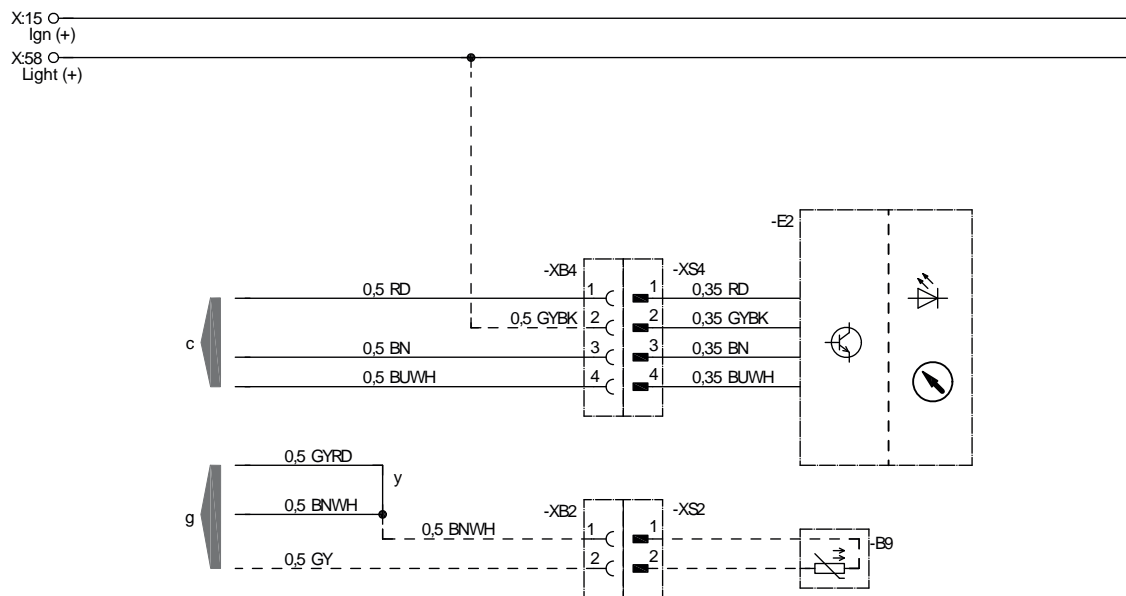 X:15
Ign (+)
X:58
Light (+)
-E2
-XB4 -XS4
0,5 RD 1 1 0,35 RD
0,5 GYBK 2 2 0,35 GYBK
c
0,5 BN 3 3 0,35 BN
0,5 BUWH 4 4 0,35 BUWH
0,5 GYRD
y
g
0,5 BNWH
-XB2 -XS2
0,5 BNWH 1 1
-B9
0,5 GY 2 2